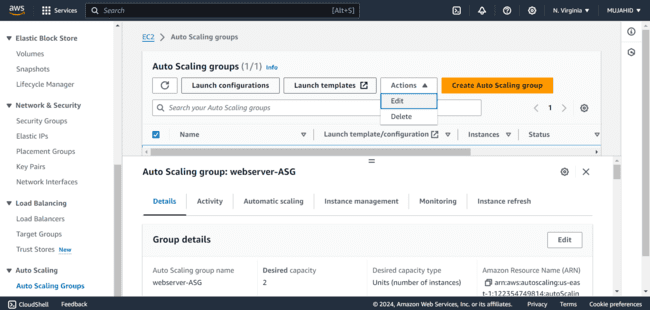 aws
Services
Search
[Alt+S]
N. Virginia
MUJAHID
Elastic Block Store
Volumes
Snapshots
Lifecycle Manager
Network & Security
Security Groups
Elastic IPs
Placement Groups
Key Pairs
Network Interfaces
Load Balancing
Load Balancers
Target Groups
Trust Stores New
Auto Scaling
Auto Scaling Groups
EC2 > Auto Scaling groups
Auto Scaling groups (1/1) Info
Launch configurations
Launch templates
Actions
Create Auto Scaling group
Edit
Delete
Search your Auto Scaling groups
1
Name
Launch template/configuration
Instances
Status
Auto Scaling group: webserver-ASG
Details
Activity
Automatic scaling
Instance management
Monitoring
Instance refresh
Group details
Edit
Auto Scaling group name
webserver-ASG
Desired capacity
2
Desired capacity type
Units (number of instances)
Amazon Resource Name (ARN)
arn:aws:autoscaling:us-eas
t-1:122354749814:autoScalin
CloudShell
Feedback
© 2024, Amazon Web Services, Inc. or its affiliates.
Privacy
Terms
Cookie preferences